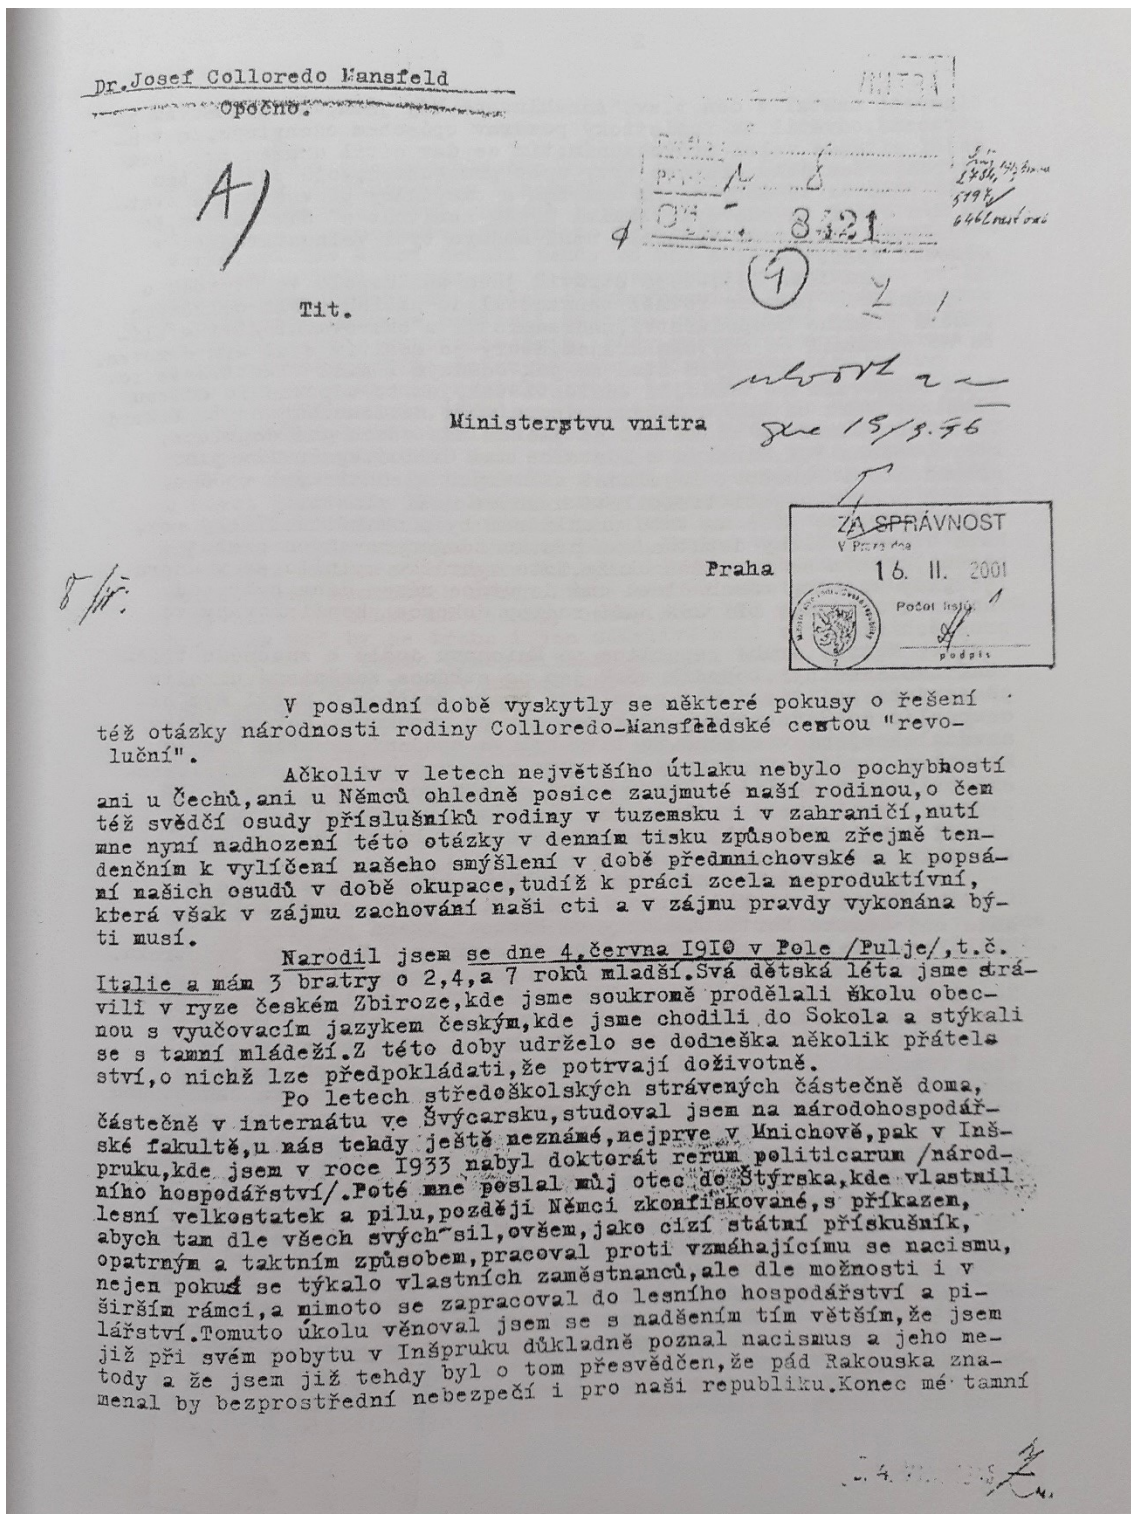 Dr.Josef Colloredo Mansfeld
Opočno.
A)
8421
1
Tit.
Ministerstvu vnitra
Praha
ZA SPRÁVNOST
V Praze dne
16. II. 2001
Počet listů: 1
podpis
V poslední době vyskytly se některé pokusy o řešení
též otázky národnosti rodiny Colloredo-Mansfeldské cestou "revo-
luční".
Ačkoliv v letech největšího útlaku nebylo pochybností
ani u Čechů,ani u Němců ohledně posice zaujmuté naší rodinou,o čem
též svědčí osudy příslušníků rodiny v tuzemsku i v zahraničí,nutí
mne nyní nadhození této otázky v denním tisku způsobem zřejmě ten-
denčním k vylíčení našeho smýšlení v době předmnichovské a k popsá-
ní našich osudů v době okupace,tudíž k práci zcela neproduktívní,
která však v zájmu zachování naši cti a v zájmu pravdy vykonána bý-
ti musí.
Narodil jsem se dne 4.června 1910 v Pole /Pulje/,t.č.
Italie a mám 3 bratry o 2,4,a 7 roků mladší.Svá dětská léta jsme strá-
vili v ryze českém Zbiroze,kde jsme soukromě prodělali školu obec-
nou s vyučovacím jazykem českým,kde jsme chodili do Sokola a stýkali
se s tamní mládeží.Z této doby udrželo se dodneška několik přátels
ství,o nichž lze předpokládati,že potrvají doživotně.
Po letech středoškolských strávených částečně doma,
částečně v internátu ve Švýcarsku,studoval jsem na národohospodář-
ské fakultě,u nás tehdy ještě neznámé,nejprve v Mnichově,pak v Inš-
pruku,kde jsem v roce 1933 nabyl doktorát rerum politicarum /národ-
ního hospodářství/.Poté mne poslal můj otec do Štýrska,kde vlastnil
lesní velkostatek a pilu,později Němci zkonfiskované,s příkazem,
abych tam dle všech svých sil,ovšem,jako cizí státní přískušník,
opatrným a taktním způsobem,pracoval proti vzmáhajícímu se nacismu,
nejen pokud se týkalo vlastních zaměstnanců,ale dle možnosti i v
širším rámci,a mimoto se zapracoval do lesního hospodářství a pi-
lářství.Tomuto úkolu věnoval jsem se s nadšením tím větším,že jsem
již při svém pobytu v Inšpruku důkladně poznal nacismus a jeho me-
tody a že jsem již tehdy byl o tom přesvědčen,že pád Rakouska zna-
menal by bezprostřední nebezpečí i pro naši republiku.Konec mé tamní